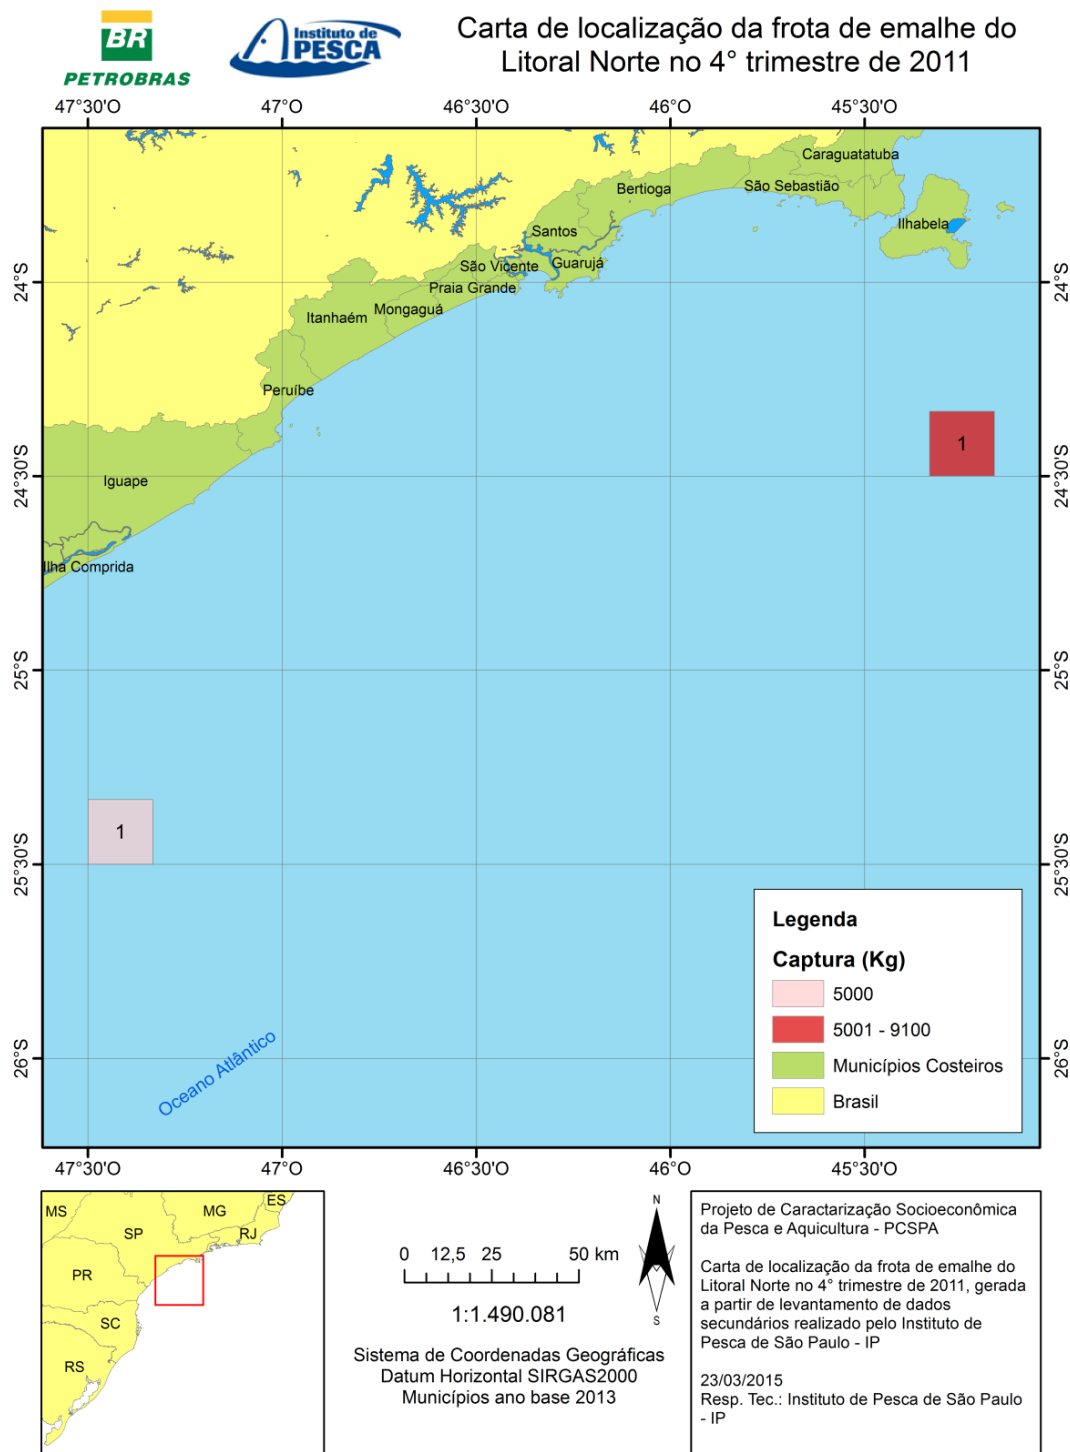 BR
PETROBRAS
Instituto de
PESCA
Carta de localização da frota de emalhe do
Litoral Norte no 4° trimestre de 2011
47°30'O
47°O
46°30'O
46°O
45°30'O
Caraguatatuba
São Sebastião
Bertioga
Ilhabela
Santos
São Vicente
Guarujá
Praia Grande
Mongaguá
Itanhaém
Peruíbe
Iguape
Ilha Comprida
24°S
24°S
24°30'S
24°30'S
25°S
25°S
25°30'S
25°30'S
26°S
26°S
1
1
Oceano Atlântico
Legenda
Captura (Kg)
5000
5001 - 9100
Municípios Costeiros
Brasil
47°30'O
47°O
46°30'O
46°O
45°30'O
MS
MG
ES
SP
RJ
PR
SC
RS
0 12,5 25 50 km
1:1.490.081
Sistema de Coordenadas Geográficas
Datum Horizontal SIRGAS2000
Municípios ano base 2013
N
S
Projeto de Caractarização Socioeconômica
da Pesca e Aquicultura - PCSPA
Carta de localização da frota de emalhe do
Litoral Norte no 4° trimestre de 2011, gerada
a partir de levantamento de dados
secundários realizado pelo Instituto de
Pesca de São Paulo - IP
23/03/2015
Resp. Tec.: Instituto de Pesca de São Paulo
- IP